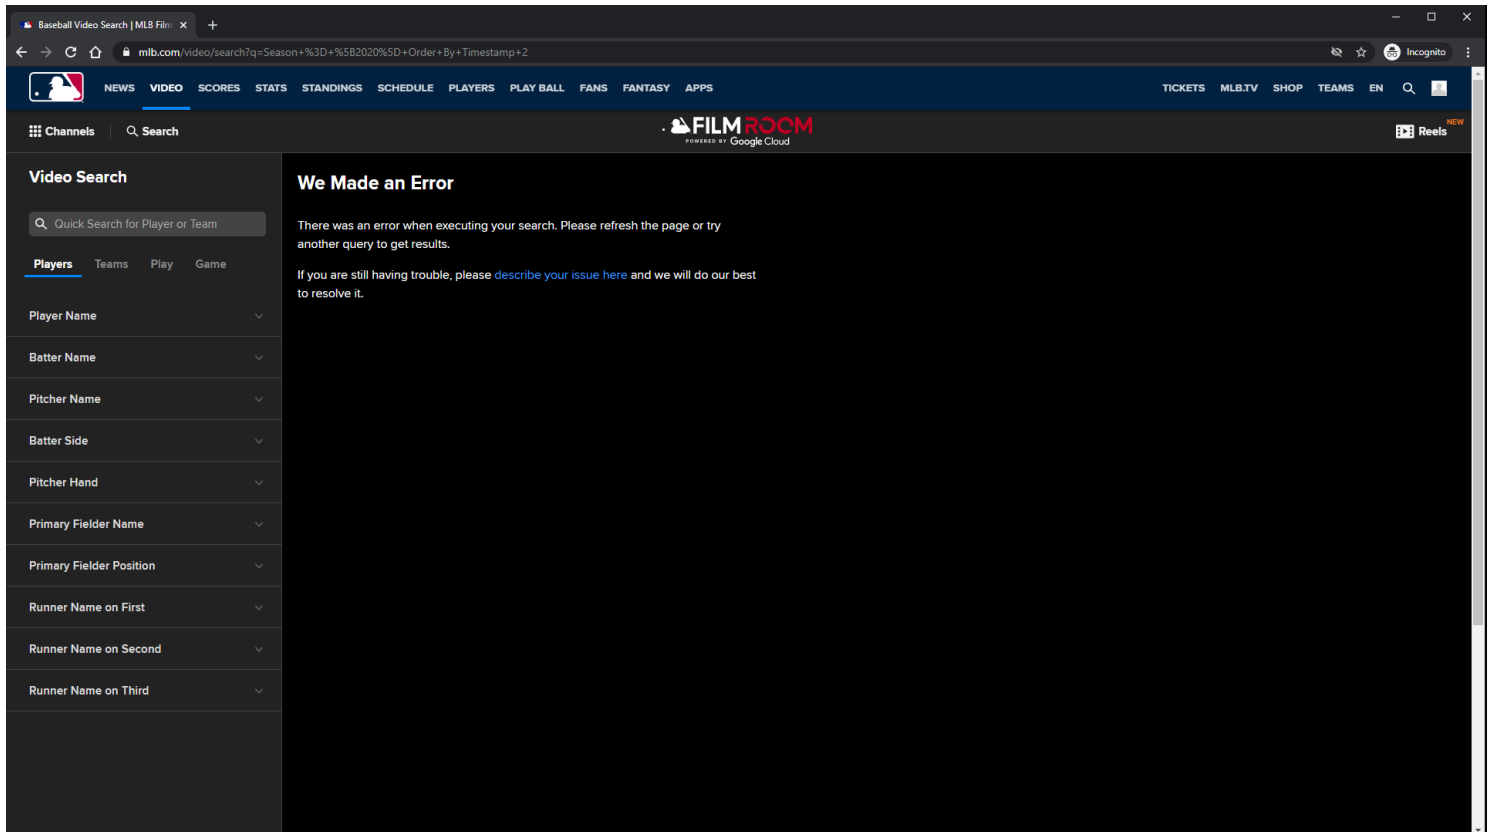 Baseball Video Search | MLB Film
mlb.com/video/search?q=Season+%3D+%5B2020%5D+Order+By+Timestamp+2
Incognito
NEWS VIDEO SCORES STATS STANDINGS SCHEDULE PLAYERS PLAY BALL FANS FANTASY APPS
TICKETS MLB.TV SHOP TEAMS EN
Channels
Search
FILM ROOM
POWERED BY Google Cloud
Reels NEW
Video Search
Quick Search for Player or Team
Players Teams Play Game
Player Name
Batter Name
Pitcher Name
Batter Side
Pitcher Hand
Primary Fielder Name
Primary Fielder Position
Runner Name on First
Runner Name on Second
Runner Name on Third
We Made an Error
There was an error when executing your search. Please refresh the page or try
another query to get results.
If you are still having trouble, please describe your issue here and we will do our best
to resolve it.